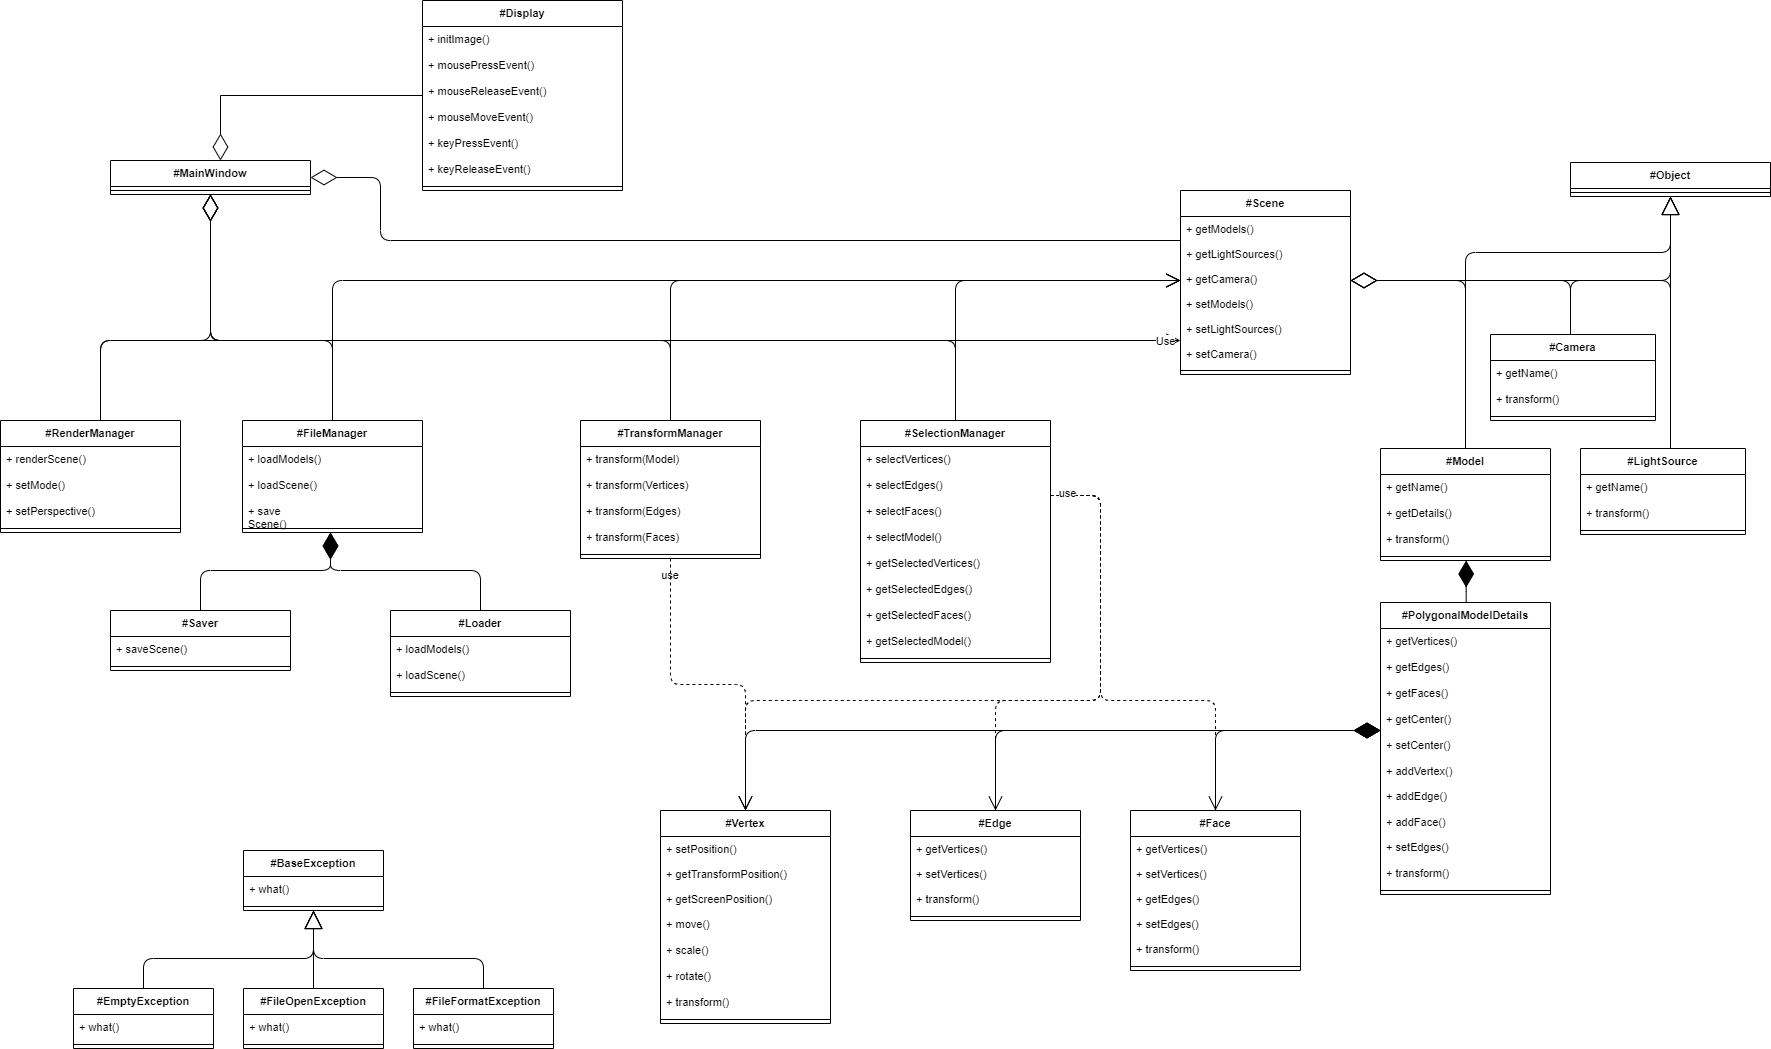 #Display
+ initImage()
+ mousePressEvent()
+ mouseReleaseEvent()
+ mouseMoveEvent()
+ keyPressEvent()
+ keyReleaseEvent()
#MainWindow
#Object
#Scene
+ getModels()
+ getLightSources()
+ getCamera()
+ setModels()
+ setLightSources()
+ setCamera()
Use
#Camera
+ getName()
+ transform()
#RenderManager
+ renderScene()
+ setMode()
+ setPerspective()
#FileManager
+ loadModels()
+ loadScene()
+ save
Scene()
#TransformManager
+ transform(Model)
+ transform(Vertices)
+ transform(Edges)
+ transform(Faces)
use
#SelectionManager
+ selectVertices()
+ selectEdges()
+ selectFaces()
+ selectModel()
+ getSelectedVertices()
+ getSelectedEdges()
+ getSelectedFaces()
+ getSelectedModel()
use
#Model
+ getName()
+ getDetails()
+ transform()
#LightSource
+ getName()
+ transform()
#Saver
+ saveScene()
#Loader
+ loadModels()
+ loadScene()
#PolygonalModelDetails
+ getVertices()
+ getEdges()
+ getFaces()
+ getCenter()
+ setCenter()
+ addVertex()
+ addEdge()
+ addFace()
+ setEdges()
+ transform()
#Vertex
+ setPosition()
+ getTransformPosition()
+ getScreenPosition()
+ move()
+ scale()
+ rotate()
+ transform()
#Edge
+ getVertices()
+ setVertices()
+ transform()
#Face
+ getVertices()
+ setVertices()
+ getEdges()
+ setEdges()
+ transform()
#BaseException
+ what()
#EmptyException
+ what()
#FileOpenException
+ what()
#FileFormatException
+ what()